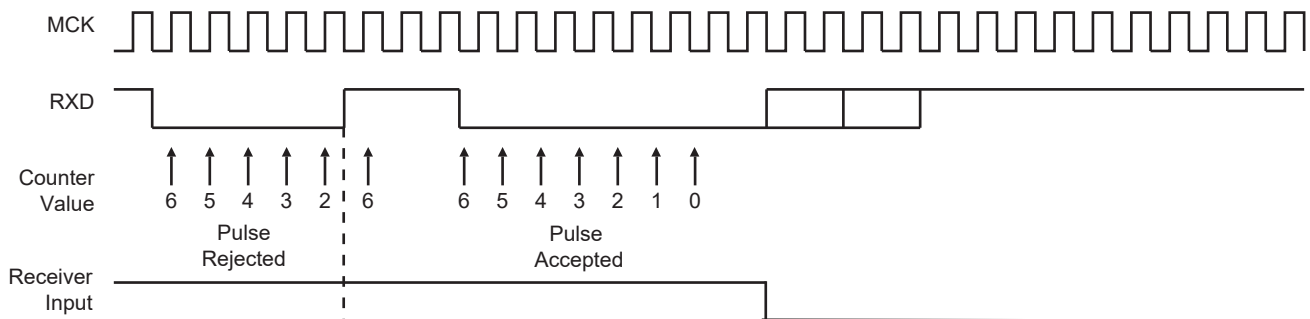 MCK
RXD
Counter
Value
6 5 4 3 2 6 6 5 4 3 2 1 0
Pulse
Rejected
Pulse
Accepted
Receiver
Input